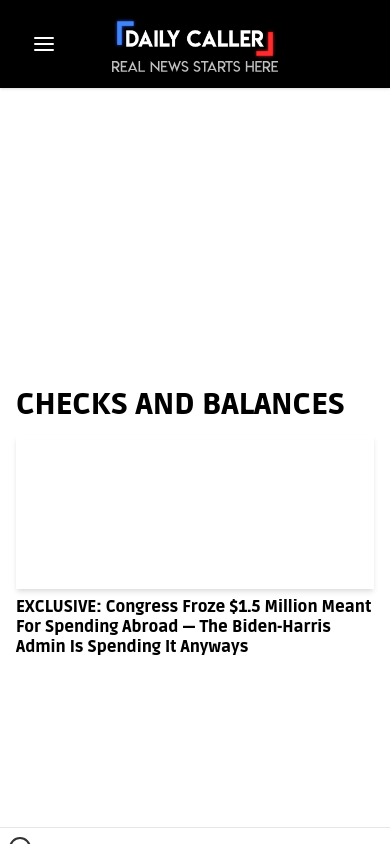 DAILY CALLER
REAL NEWS STARTS HERE
CHECKS AND BALANCES
EXCLUSIVE: Congress Froze $1.5 Million Meant
For Spending Abroad — The Biden-Harris
Admin Is Spending It Anyways